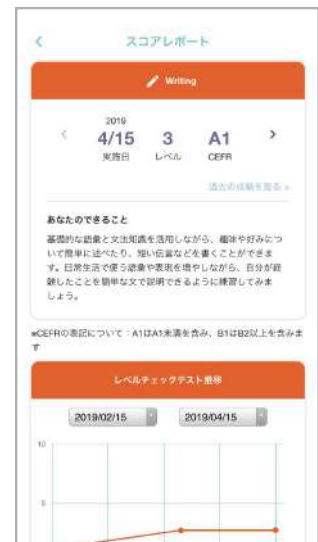 スコアレポート
Writing
2019
4/15 3 A1
実施日 レベル CEFR
過去の成績を見る
あなたのできること
基礎的な語彙と文法知識を活用しながら、趣味や好みにつ
いて簡単に述べたり、短い伝言などを書くことができま
す。日常生活で使う語彙や表現を増やしながら、自分が経
験したことを簡単な文で説明できるように練習してみま
しょう。
※CEFRの表記について：A1はA1未満を含み、B1はB2以上を含みま
す
レベルチェックテスト推移
2019/02/15 2019/04/15
10
5